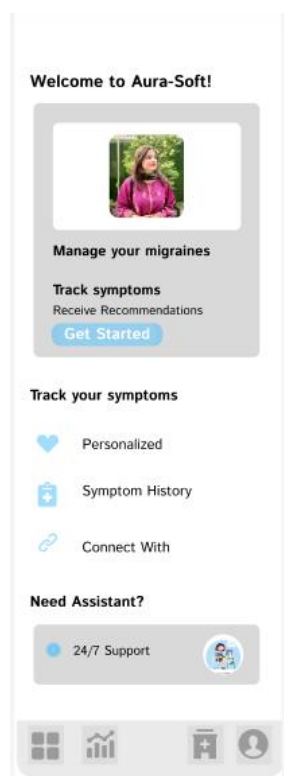 Welcome to Aura-Soft!
Manage your migraines
Track symptoms
Receive Recommendations
Get Started
Track your symptoms
Personalized
Symptom History
Connect With
Need Assistant?
24/7 Support